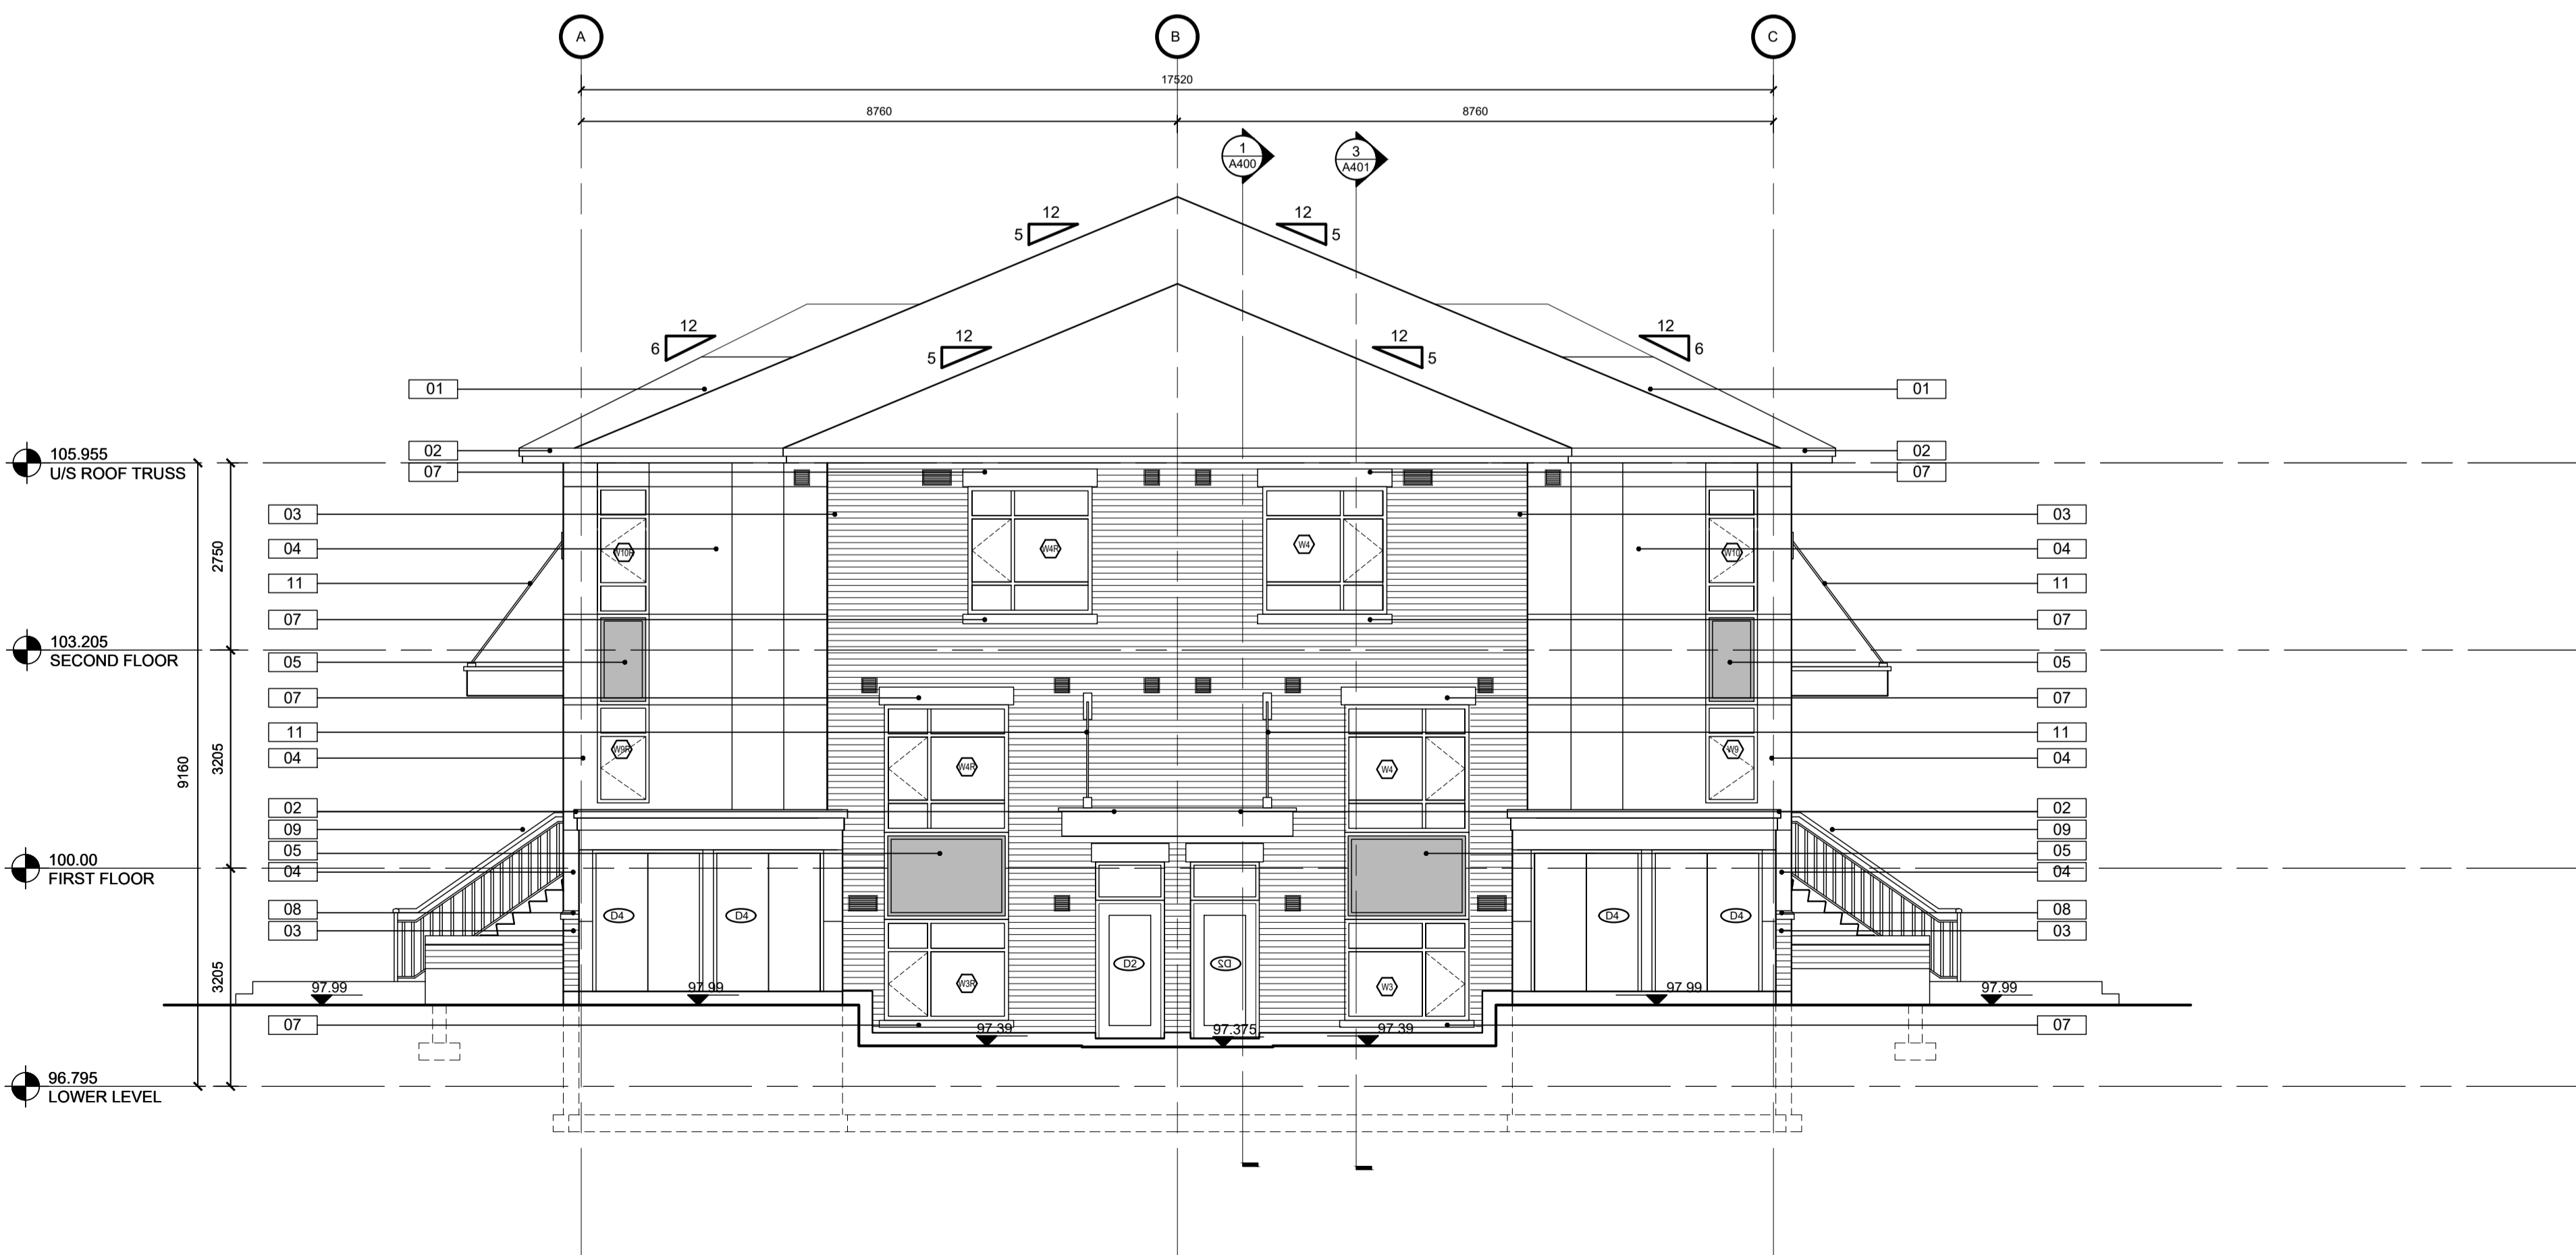 A
B
C
17520
8760
8760
1
A400
3
A401
12
5
12
5
12
6
12
5
12
5
12
6
01
01
02
02
105.955
U/S ROOF TRUSS
07
07
03
03
04
W10R
W4R
W4
W10
04
2750
11
11
07
07
103.205
SECOND FLOOR
05
05
07
07
11
11
04
W9R
W4R
W4
W9
04
3205
9160
02
02
09
09
05
05
100.00
FIRST FLOOR
04
04
08
08
D4
D4
D4
D4
03
03
D2
D2
3205
W3R
W3
97.99
97.99
97.99
97.99
07
97.39
97.375
97.39
07
96.795
LOWER LEVEL